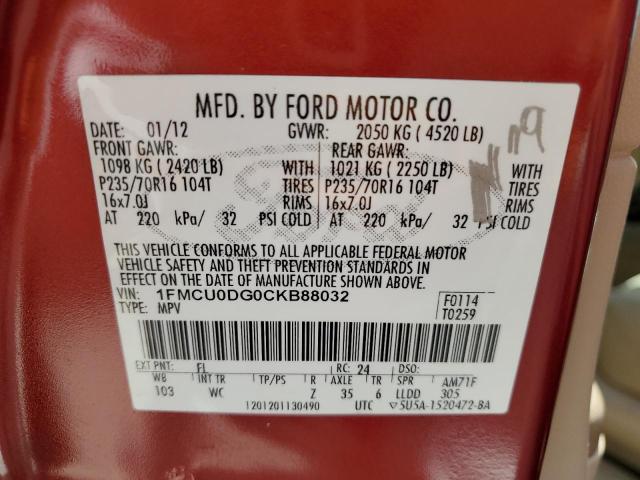 MFD. BY FORD MOTOR CO.
DATE: 01/12 GVWR: 2050 KG ( 4520 LB)
FRONT GAWR: REAR GAWR:
1098 KG ( 2420 LB) WITH 1021 KG ( 2250 LB) WITH
P235/70R16 104T TIRES P235/70R16 104T TIRES
16x7.0J RIMS 16x7.0J RIMS
AT 220 kPa/ 32 PSI COLD AT 220 kPa/ 32 PSI COLD
THIS VEHICLE CONFORMS TO ALL APPLICABLE FEDERAL MOTOR
VEHICLE SAFETY AND THEFT PREVENTION STANDARDS IN
EFFECT ON THE DATE OF MANUFACTURE SHOWN ABOVE.
VIN: 1FMCU0DG0CKB88032 F0114
TYPE: MPV T0259
EXT PNT: FI RC: 24 DSO:
WB INT TR TP/PS R AXLE TR SPR AM71F
103 WC Z 35 6 LLDD 305
1201201130490 UTC 5U5A-1520472-BA